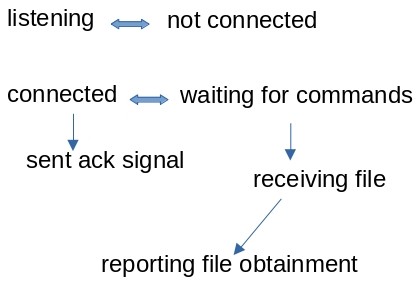 listening not connected
connected waiting for commands
sent ack signal
receiving file
reporting file obtainment